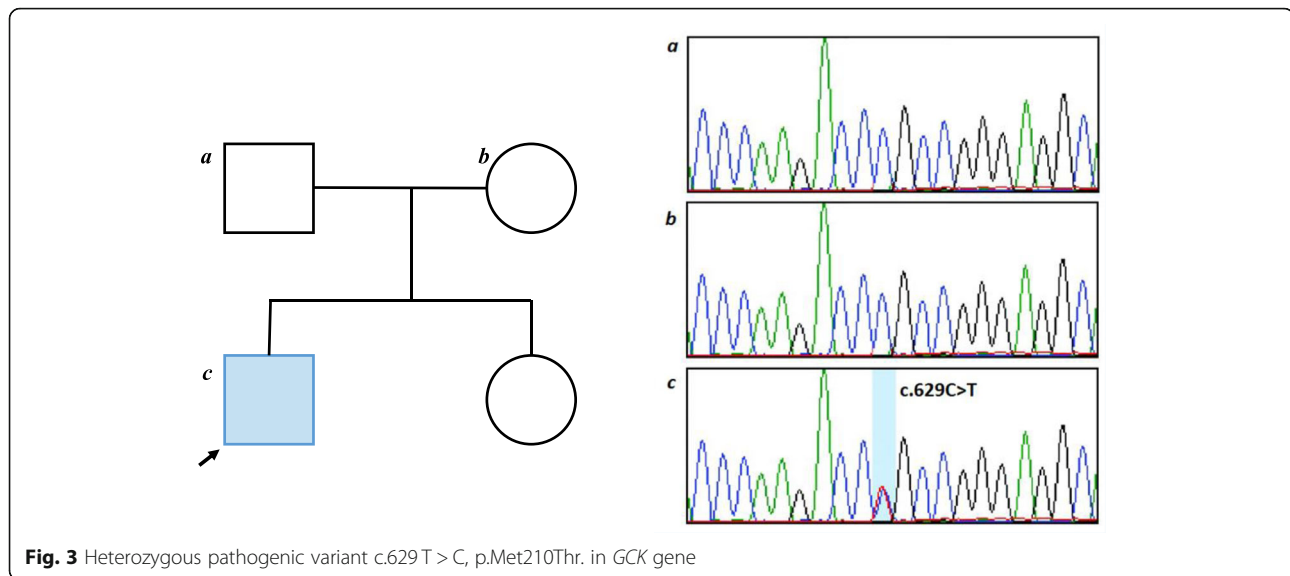 a
b
c
a
b
c
c.629C>T
Fig. 3 Heterozygous pathogenic variant c.629 T > C, p.Met210Thr. in GCK gene